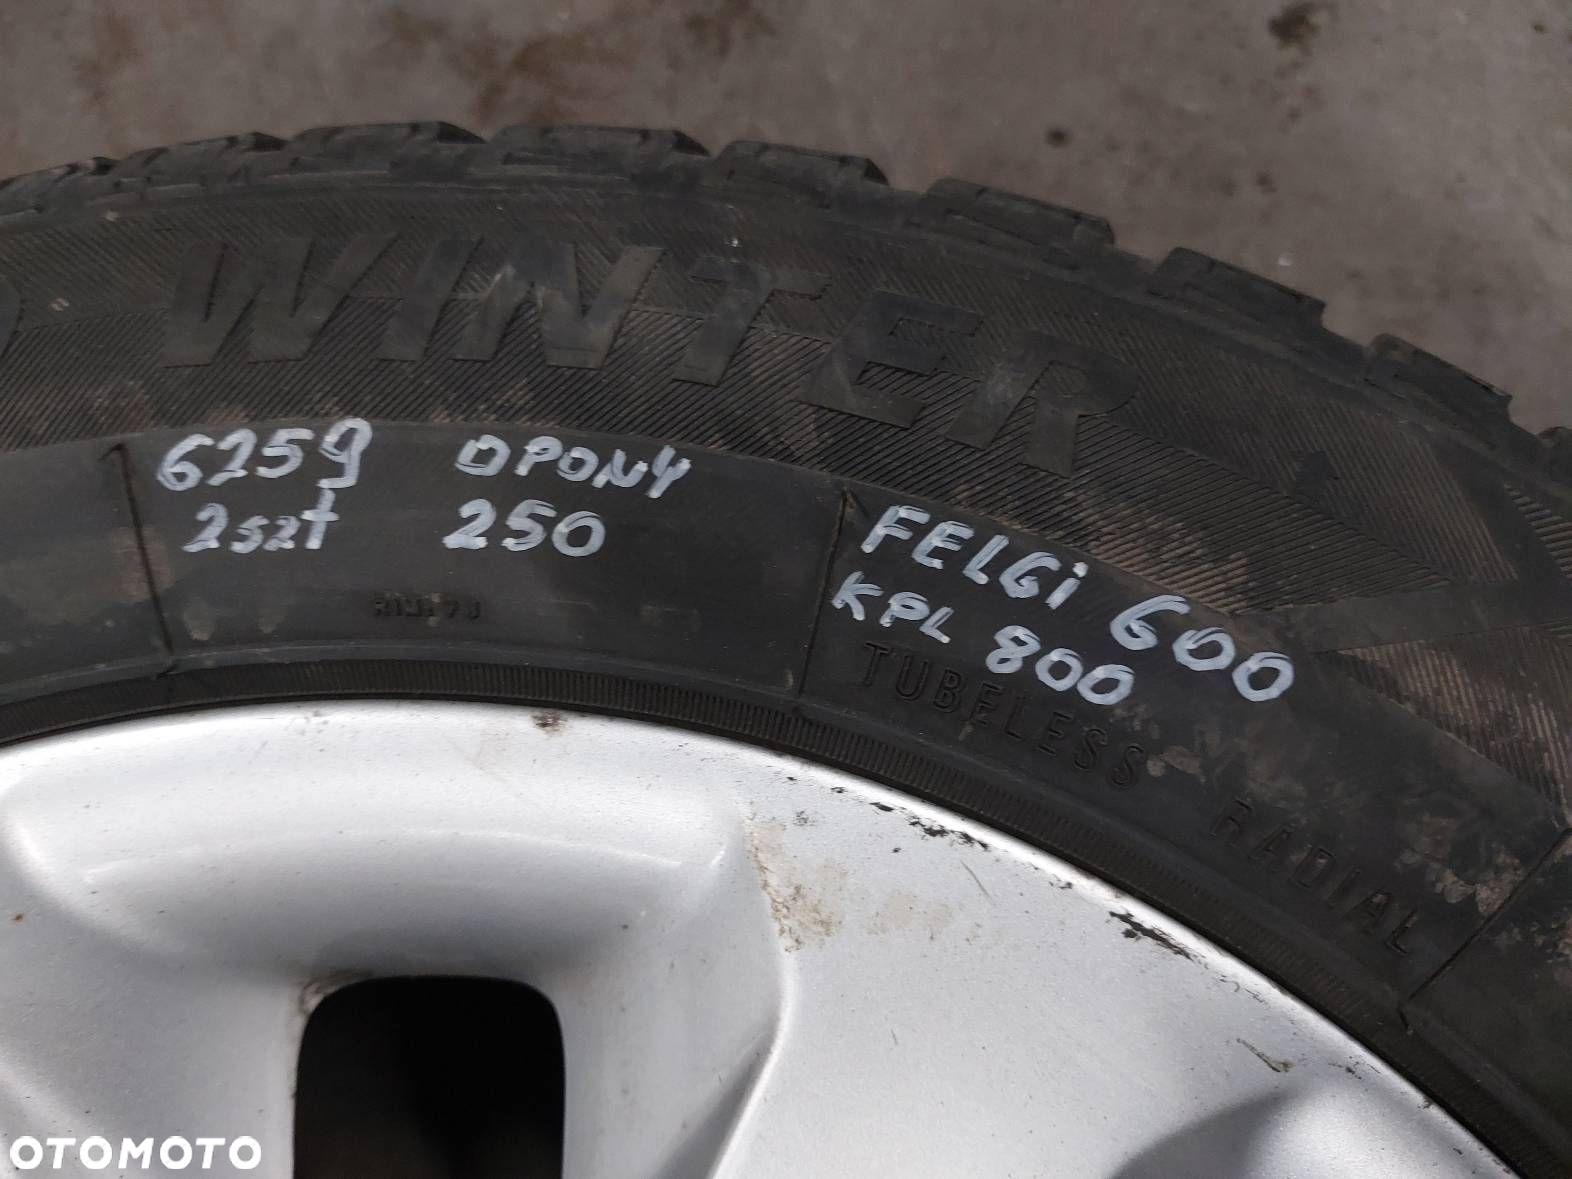 WINTER
6259 OPONY
2szt 250
FELGi 600
KPL 800
TUBELESS RADIAL
OTOMOTO